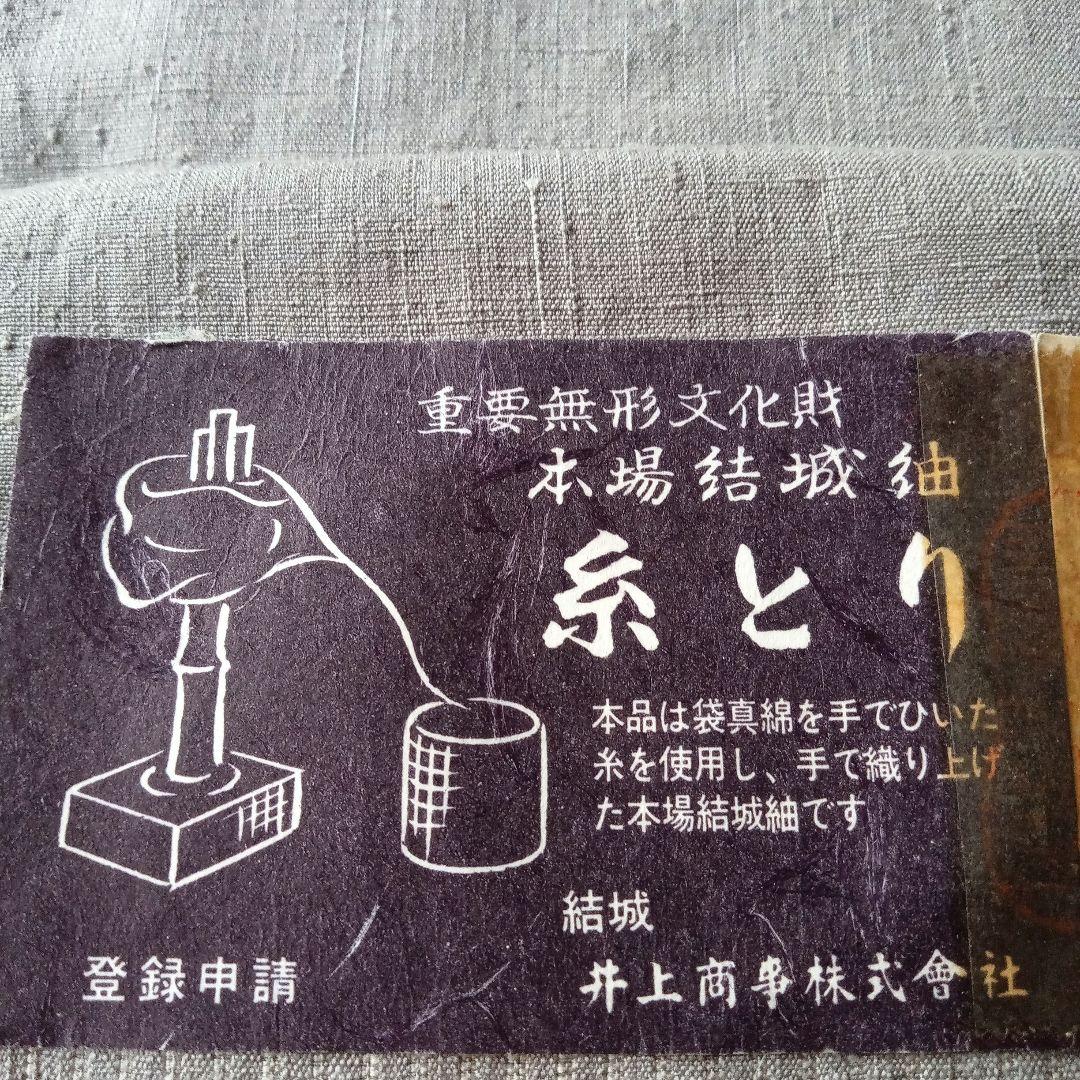 重要無形文化財
本場結城紬
糸とり
本品は袋真綿を手でひいた
糸を使用し、手で織り上げ
た本場結城紬です
結城
登録申請
井上商事株式會社